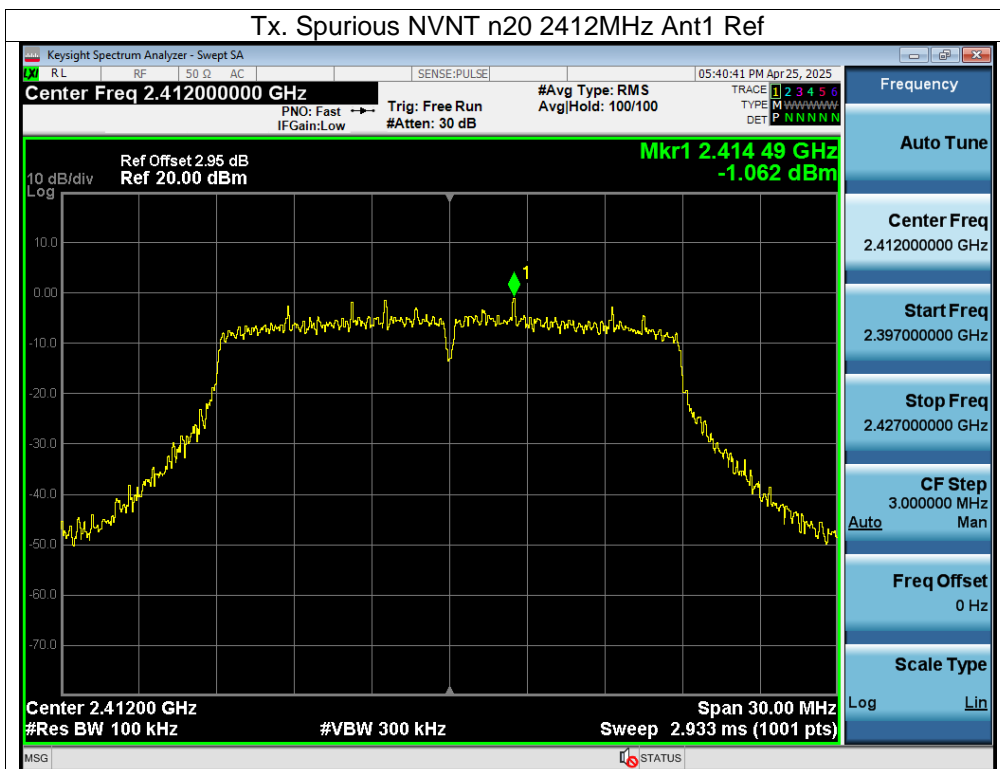 Tx. Spurious NVNT n20 2412MHz Ant1 Ref
Keysight Spectrum Analyzer - Swept SA
LXI RL RF 50 Ω AC SENSE:PULSE 05:40:41 PM Apr 25, 2025
Center Freq 2.412000000 GHz #Avg Type: RMS TRACE 1 2 3 4 5 6
PNO: Fast Trig: Free Run Avg|Hold: 100/100 TYPE M WWWWW
IFGain:Low #Atten: 30 dB DET P N N N N N
Mkr1 2.414 49 GHz
-1.062 dBm
Ref Offset 2.95 dB
10 dB/div Ref 20.00 dBm
Log
10.0
0.00
-10.0
-20.0
-30.0
-40.0
-50.0
-60.0
-70.0
1
Center 2.41200 GHz Span 30.00 MHz
#Res BW 100 kHz #VBW 300 kHz Sweep 2.933 ms (1001 pts)
MSG STATUS
Frequency
Auto Tune
Center Freq
2.412000000 GHz
Start Freq
2.397000000 GHz
Stop Freq
2.427000000 GHz
CF Step
3.000000 MHz
Auto Man
Freq Offset
0 Hz
Scale Type
Log Lin